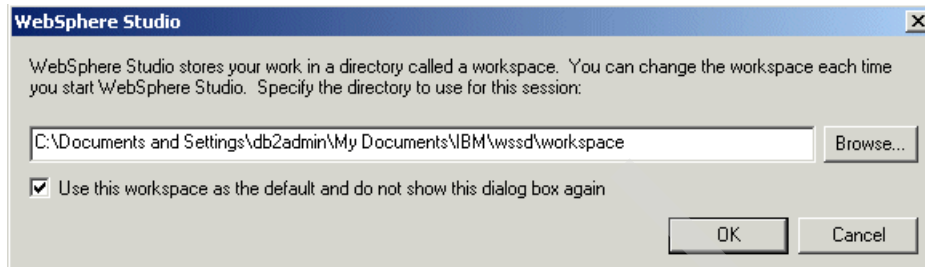 WebSphere Studio
WebSphere Studio stores your work in a directory called a workspace.  You can change the workspace each time
you start WebSphere Studio.  Specify the directory to use for this session:
C:\Documents and Settings\db2admin\My Documents\IBM\wssd\workspace
Browse...
Use this workspace as the default and do not show this dialog box again
OK
Cancel